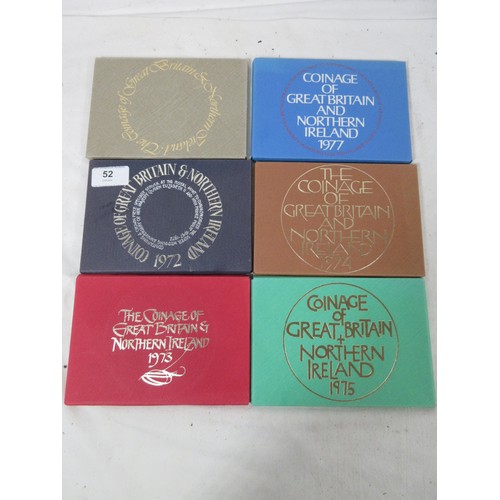 The Coinage of Great Britain & Northern Ireland
COINAGE
OF
GREAT BRITAIN
AND
NORTHERN
IRELAND
1977
52
COINAGE OF GREAT BRITAIN & NORTHERN IRELAND
1972
THE
COINAGE
OF
GREAT BRITAIN
AND
NORTHERN
IRELAND
1974
THE COINAGE OF
GREAT BRITAIN &
NORTHERN IRELAND
1973
COINAGE
OF
GREAT BRITAIN
+
NORTHERN
IRELAND
1975